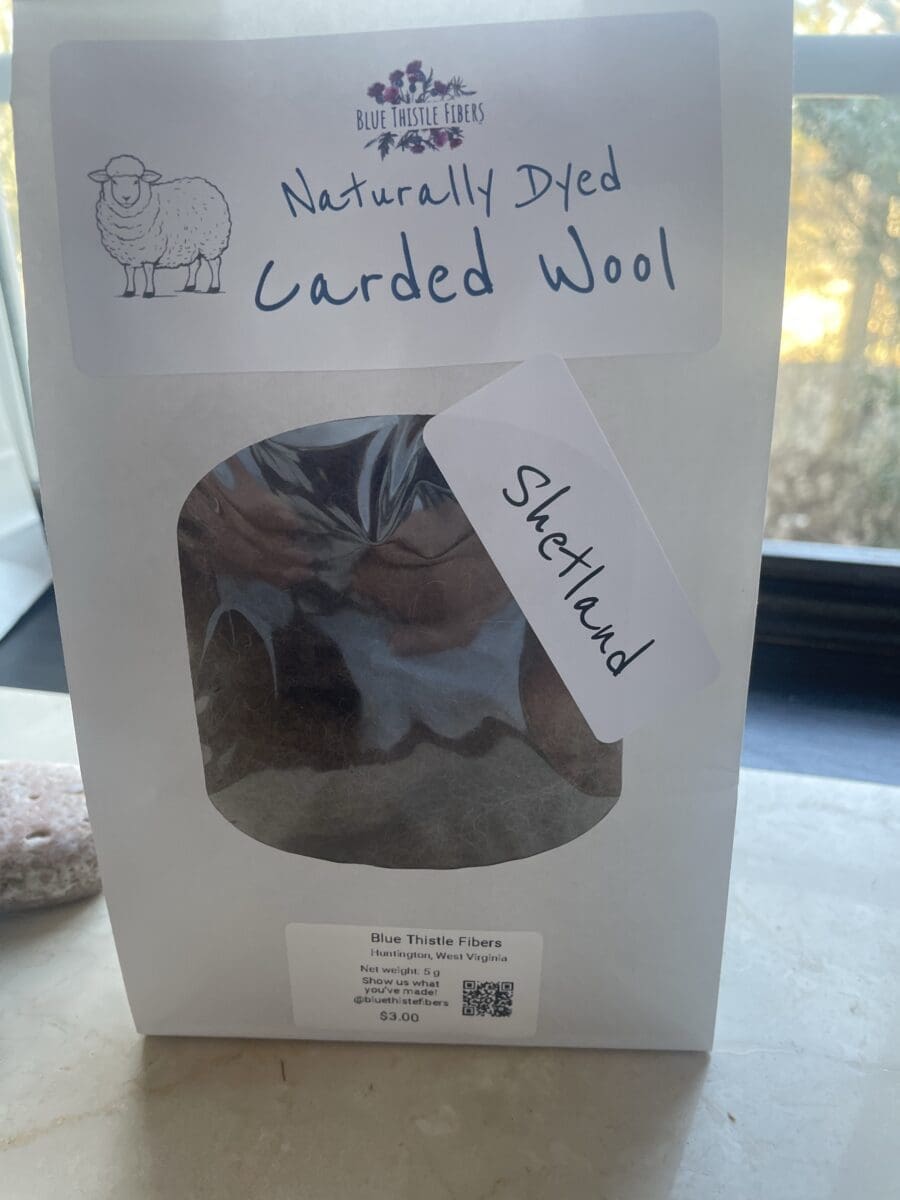 BLUE THISTLE FIBERS
Naturally Dyed
Carded Wool
Shetland
Blue Thistle Fibers
Huntington, West Virginia
Net weight: 5 g
Show us what
you've made!
@bluethistlefibers
$3.00